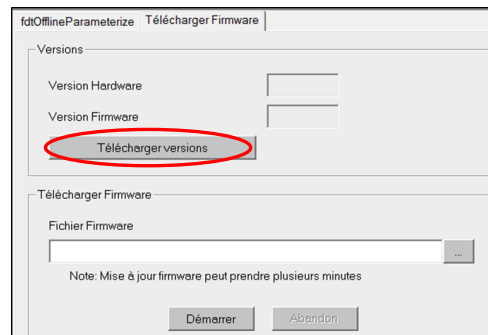 fdtOfflineParameterize Télécharger Firmware
Versions
Version Hardware
Version Firmware
Télécharger versions
Télécharger Firmware
Fichier Firmware
...
Note: Mise à jour firmware peut prendre plusieurs minutes
Démarrer Abandon